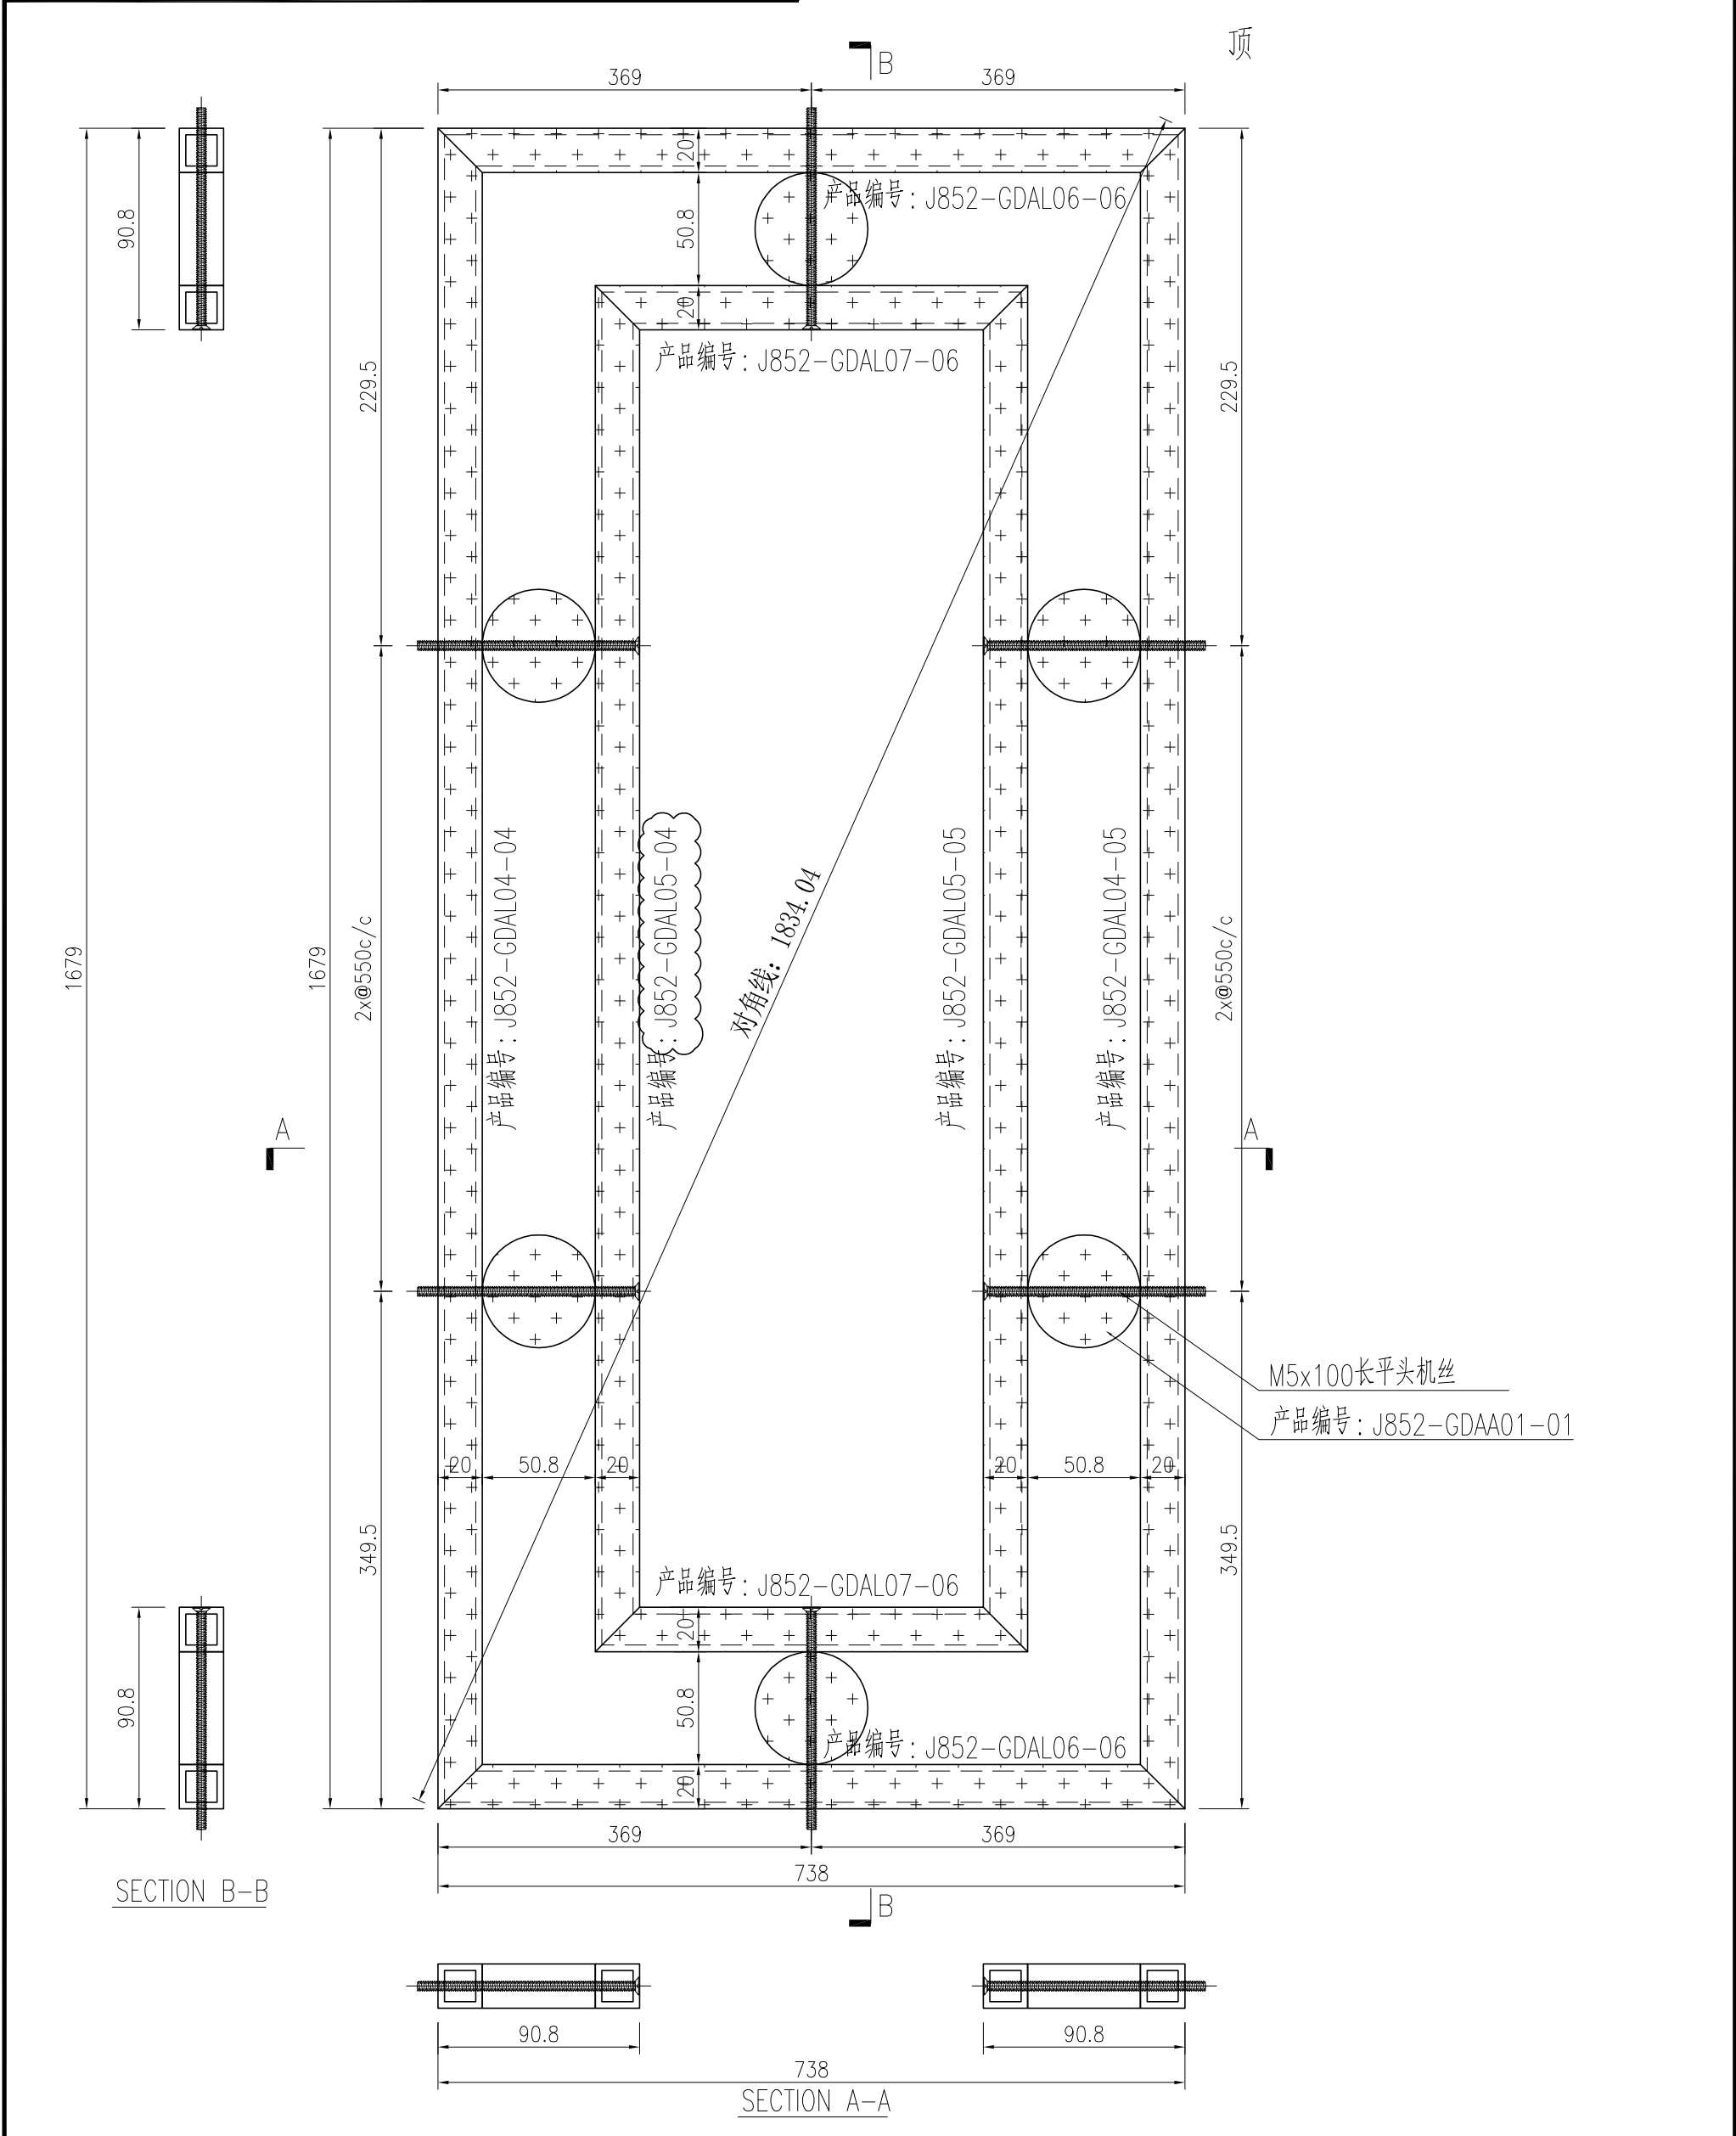 顶
B
369
369
20
产品编号：J852-GDAL06-06
90.8
50.8
20
产品编号：J852-GDAL07-06
229.5
229.5
1679
1679
2x@550c/c
产品编号：J852-GDAL04-04
产品编号：J852-GDAL05-04
对角线：1834.04
产品编号：J852-GDAL05-05
产品编号：J852-GDAL04-05
2x@550c/c
A
A
M5x100长平头机丝
产品编号：J852-GDAA01-01
20
50.8
20
20
50.8
20
349.5
349.5
产品编号：J852-GDAL07-06
20
90.8
50.8
产品编号：J852-GDAL06-06
20
369
369
738
SECTION B-B
B
90.8
90.8
738
SECTION A-A